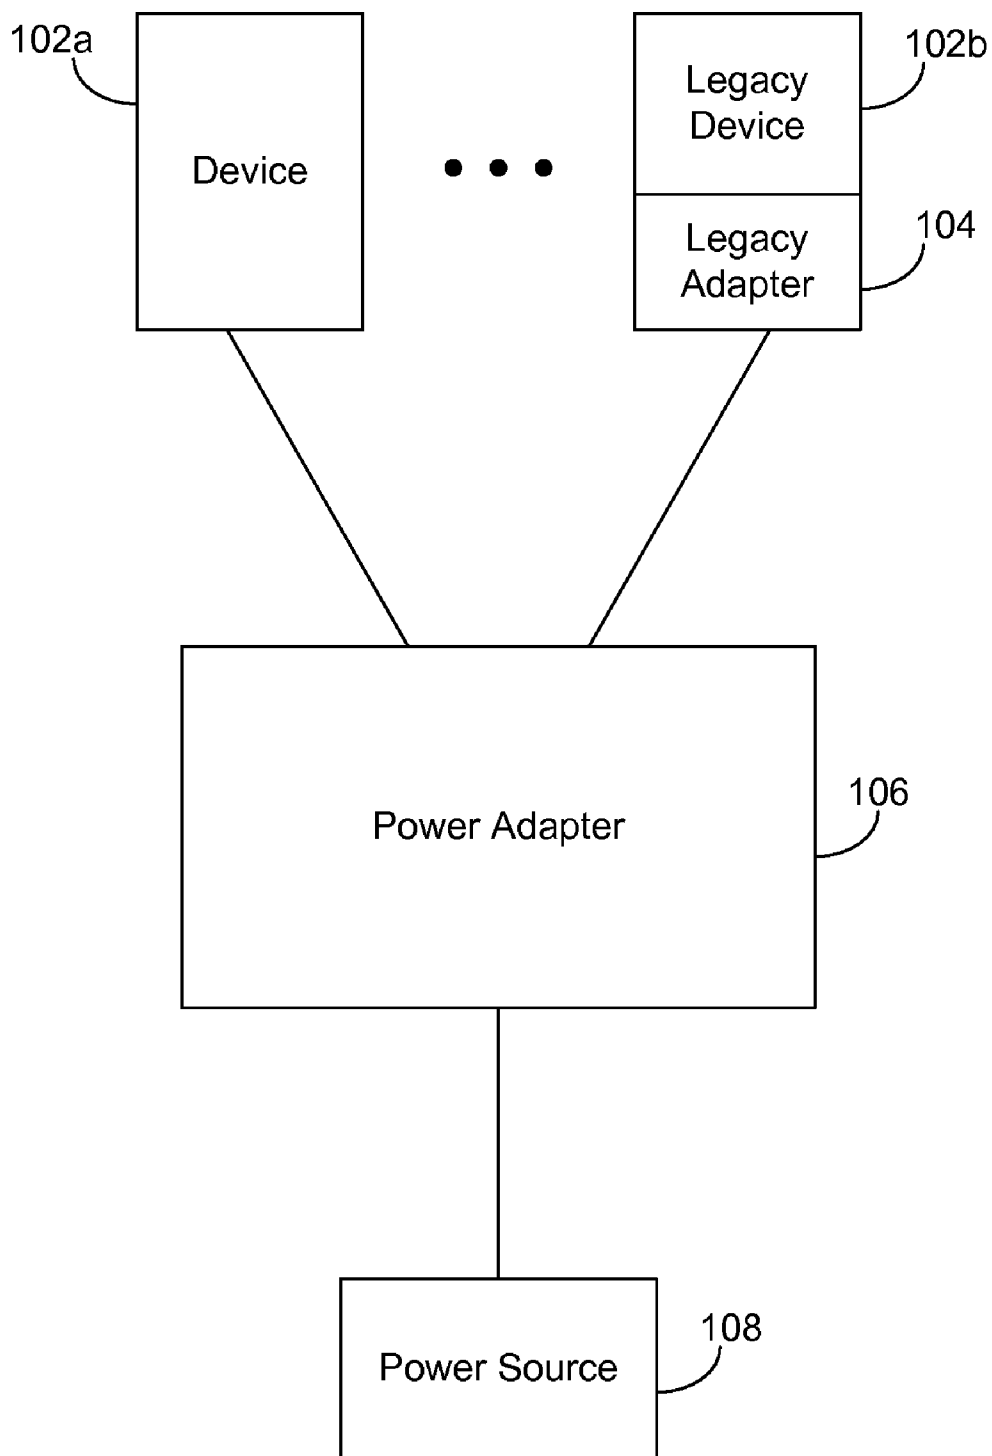 102a
Device
Legacy
Device
102b
Legacy
Adapter
104
Power Adapter
106
Power Source
108